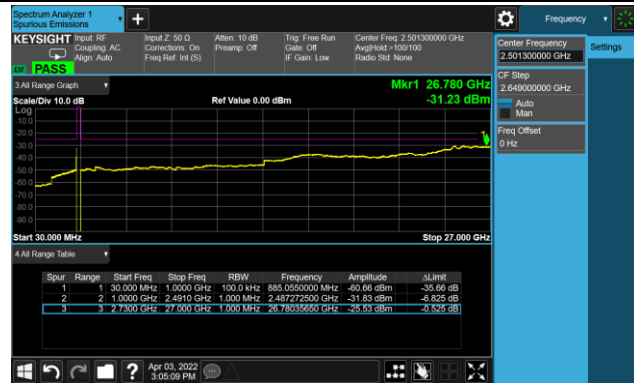 Spectrum Analyzer 1
Spurious Emissions
+
Frequency
KEYSIGHT
Input: RF
Coupling: AC
Align: Auto
Input Z: 50 Ω
Corrections: On
Freq Ref: Int (S)
Atten: 10 dB
Preamp: Off
Trig: Free Run
Gate: Off
IF Gain: Low
Center Freq: 2.501300000 GHz
Avg|Hold:>100/100
Radio Std: None
PASS
Center Frequency
2.501300000 GHz
Settings
CF Step
2.649000000 GHz
Auto
Man
Freq Offset
0 Hz
3 All Range Graph
Mkr1 26.780 GHz
Scale/Div 10.0 dB
Ref Value 0.00 dBm
-31.23 dBm
Log
-10.0
-20.0
-30.0
-40.0
-50.0
-60.0
-70.0
-80.0
-90.0
1
Start 30.000 MHz
Stop 27.000 GHz
4 All Range Table
Spur Range Start Freq Stop Freq RBW Frequency Amplitude ΔLimit
1 1 30.000 MHz 1.0000 GHz 100.0 kHz 885.0550000 MHz -60.66 dBm -35.66 dB
2 2 1.0000 GHz 2.4910 GHz 1.000 MHz 2.487272500 GHz -31.83 dBm -6.825 dB
3 3 2.7300 GHz 27.000 GHz 1.000 MHz 26.78035650 GHz -25.53 dBm -0.525 dB
?
Apr 03, 2022
3:05:09 PM